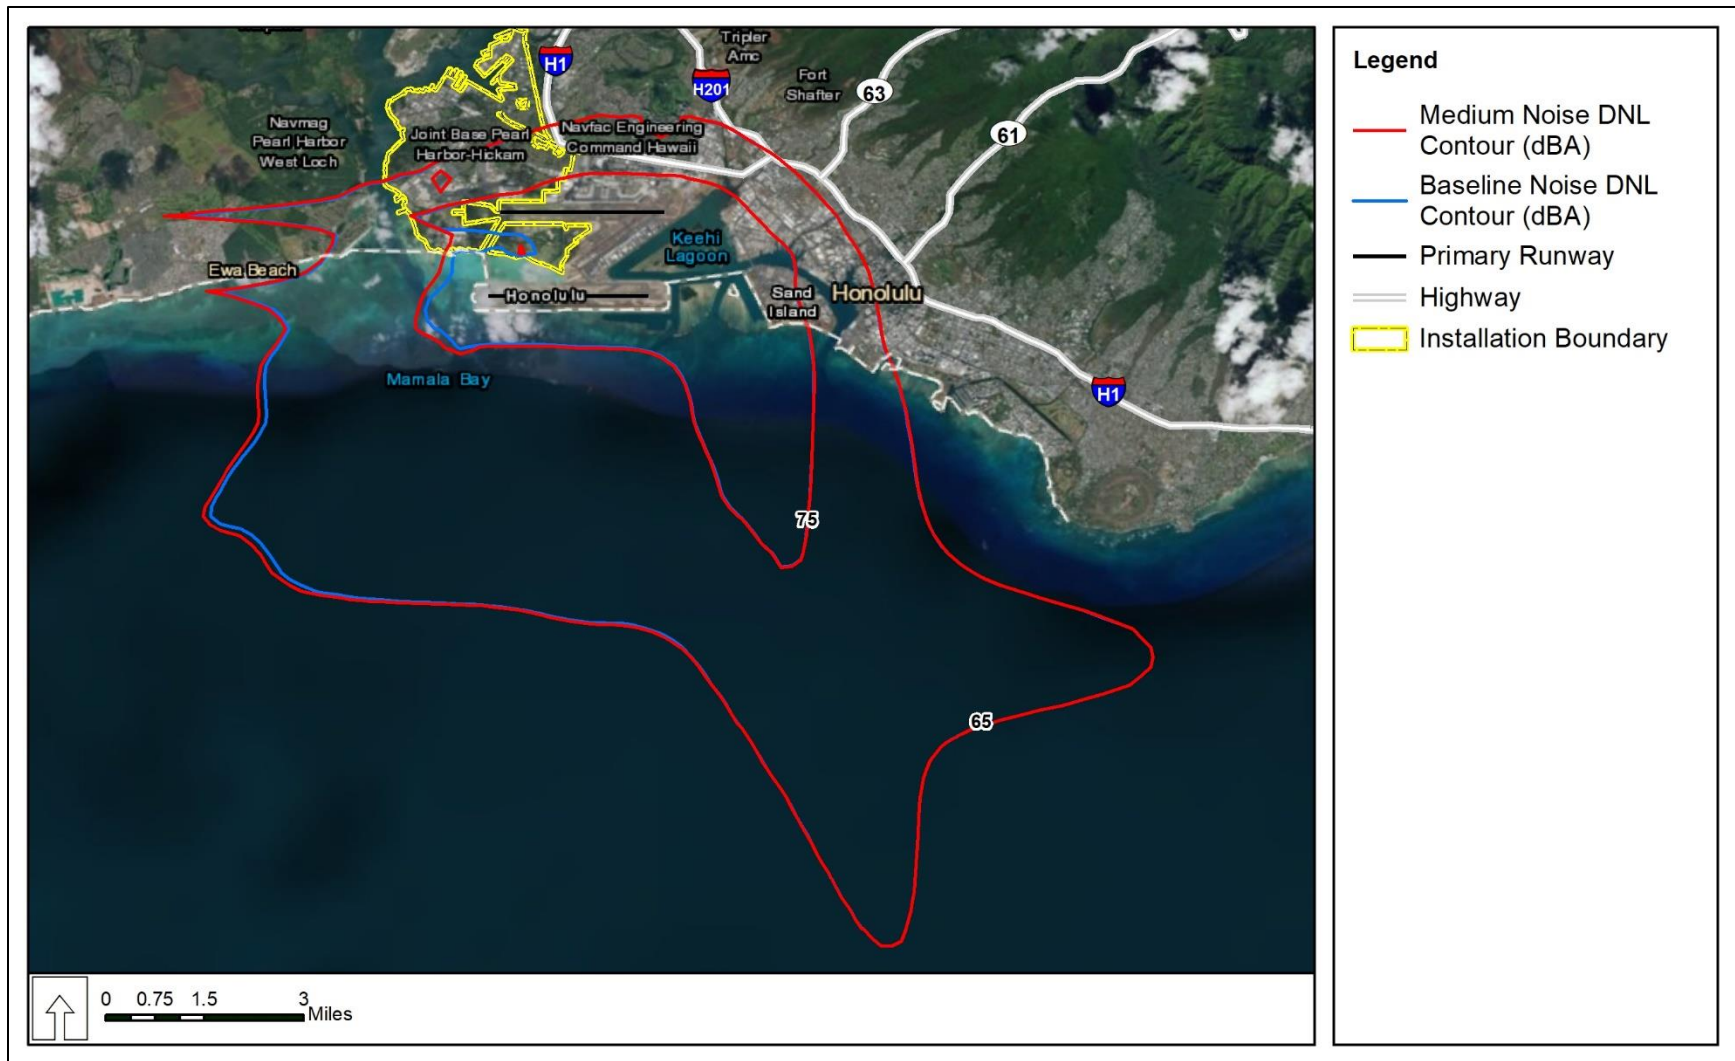 H1
Tripler
Amc
H201
Fort
Shafter
63
61
Navmag
Pearl Harbor
West Loch
Joint Base Pearl
Harbor-Hickam
Navfac Engineering
Command Hawaii
Keehi
Lagoon
Ewa Beach
Honolulu
Sand
Island
Honolulu
Mamala Bay
H1
75
65
0 0.75 1.5 3
Miles
Legend
Medium Noise DNL
Contour (dBA)
Baseline Noise DNL
Contour (dBA)
Primary Runway
Highway
Installation Boundary